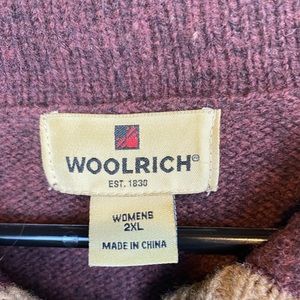 WOOLRICH®
EST. 1830
WOMENS
2XL
MADE IN CHINA